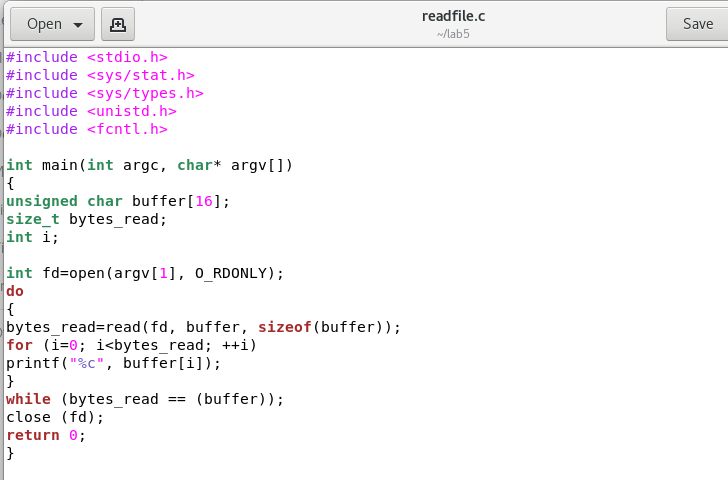 Open
readfile.c
~/lab5
Save
#include <stdio.h>
#include <sys/stat.h>
#include <sys/types.h>
#include <unistd.h>
#include <fcntl.h>
int main(int argc, char* argv[])
{
unsigned char buffer[16];
size_t bytes_read;
int i;
int fd=open(argv[1], O_RDONLY);
do
{
bytes_read=read(fd, buffer, sizeof(buffer));
for (i=0; i<bytes_read; ++i)
printf("%c", buffer[i]);
}
while (bytes_read == (buffer));
close (fd);
return 0;
}